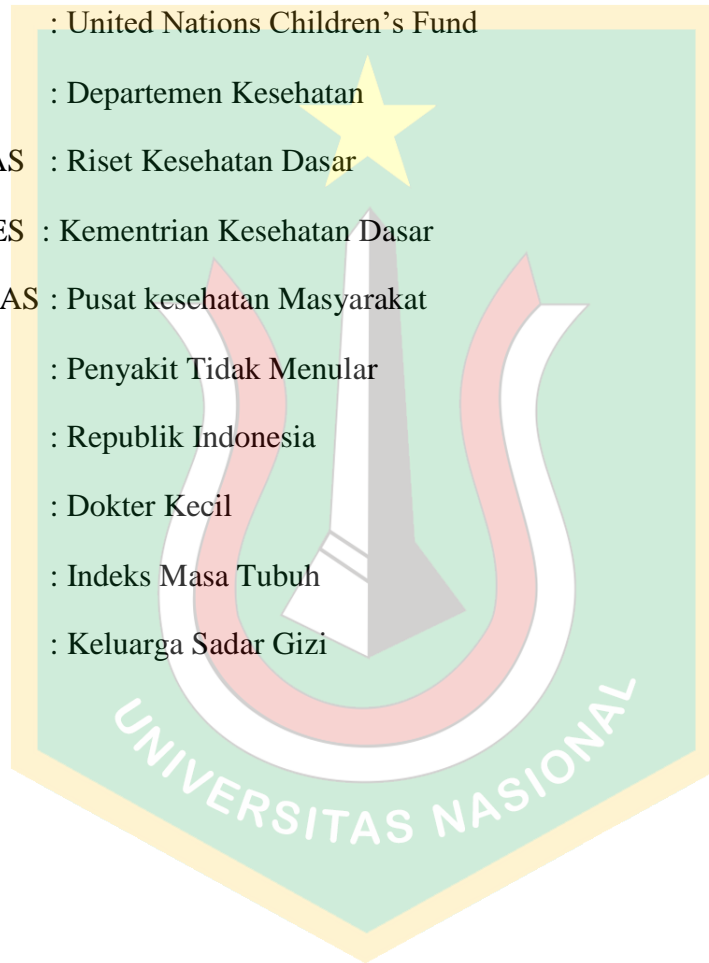 : United Nations Children’s Fund
: Departemen Kesehatan
AS : Riset Kesehatan Dasar
ES : Kementrian Kesehatan Dasar
AS : Pusat kesehatan Masyarakat
: Penyakit Tidak Menular
: Republik Indonesia
: Dokter Kecil
: Indeks Masa Tubuh
: Keluarga Sadar Gizi
UNIVERSITAS NASIONAL